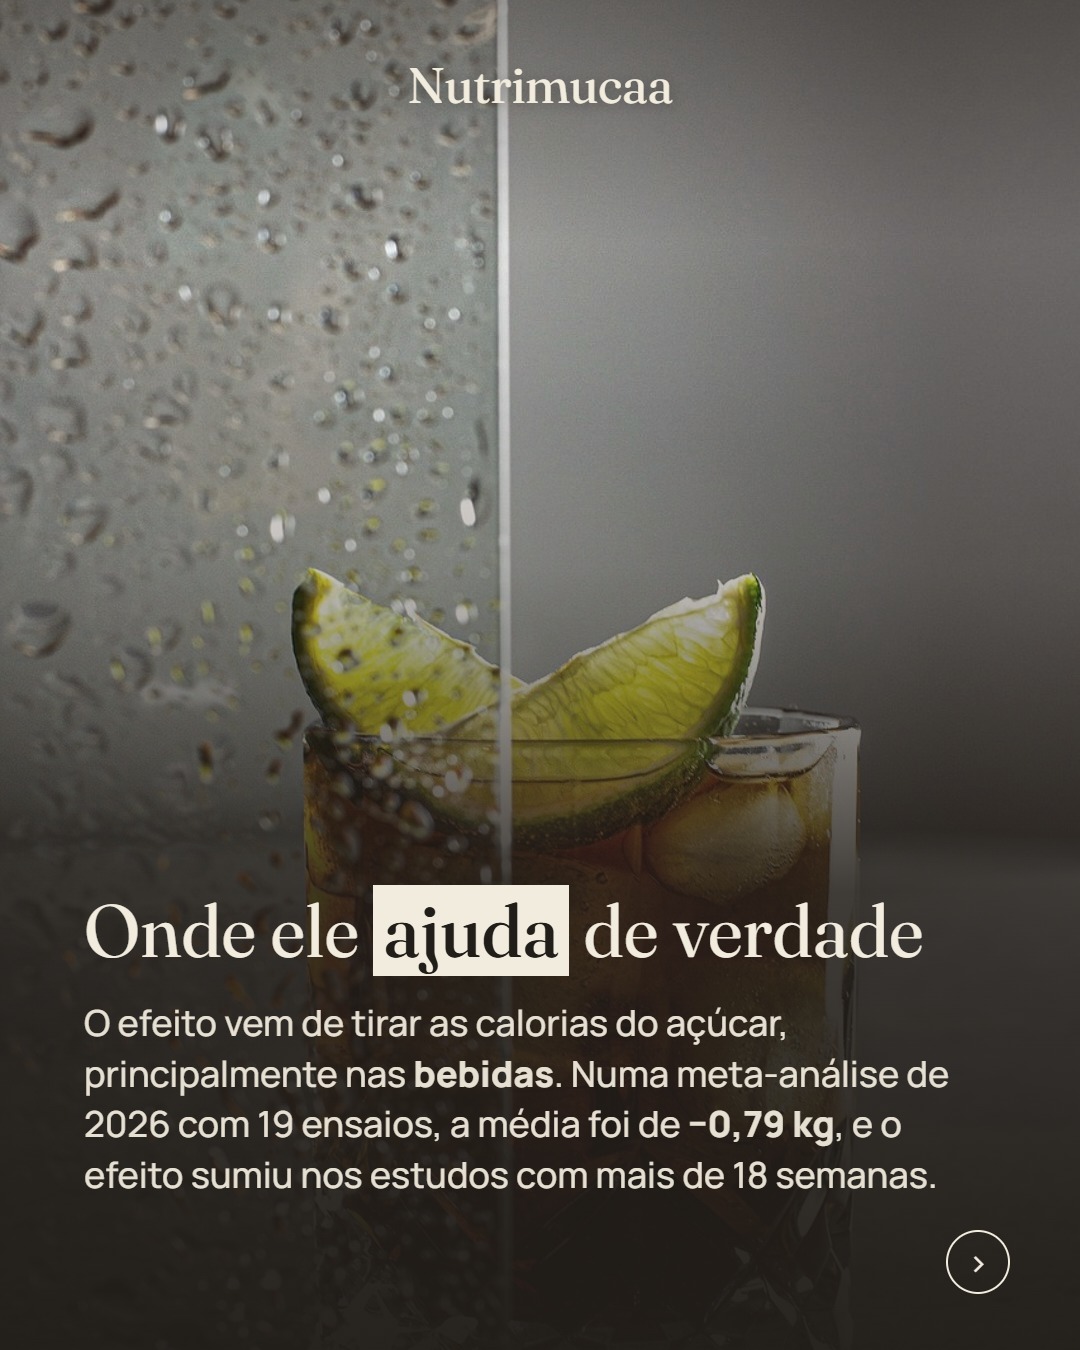 Nutrimucaa
Onde ele ajuda de verdade
O efeito vem de tirar as calorias do açúcar,
principalmente nas bebidas. Numa meta-análise de
2026 com 19 ensaios, a média foi de −0,79 kg, e o
efeito sumiu nos estudos com mais de 18 semanas.